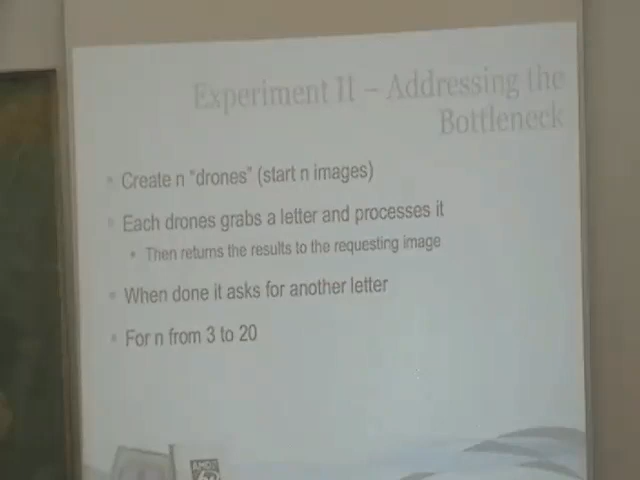 Experiment II – Addressing the
Bottleneck
Create n "drones" (start n images)
Each drones grabs a letter and processes it
Then returns the results to the requesting image
When done it asks for another letter
For n from 3 to 20